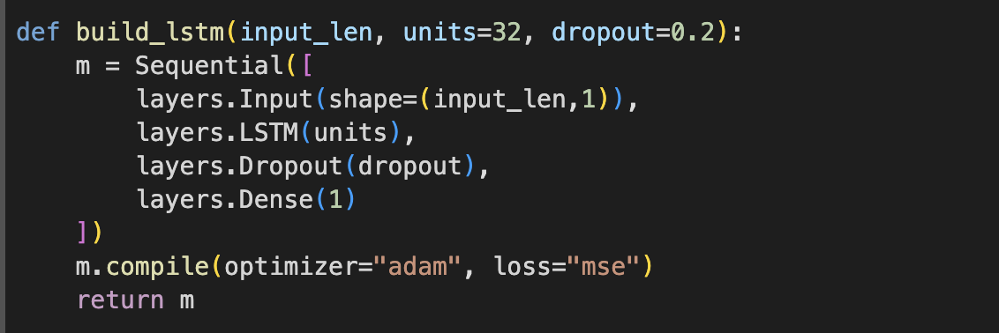 def build_lstm(input_len, units=32, dropout=0.2):
    m = Sequential([
        layers.Input(shape=(input_len,1)),
        layers.LSTM(units),
        layers.Dropout(dropout),
        layers.Dense(1)
    ])
    m.compile(optimizer="adam", loss="mse")
    return m